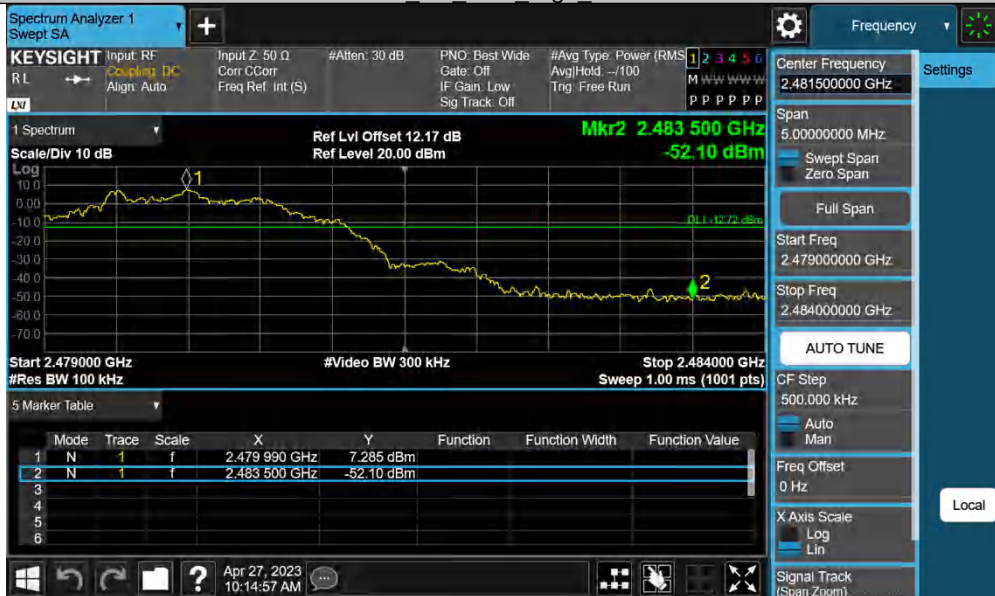 Spectrum Analyzer 1
Swept SA
+
Frequency
KEYSIGHT
RL
LXI
Input: RF
Coupling: DC
Align: Auto
Input Z: 50 Ω
Corr CCorr
Freq Ref: Int (S)
#Atten: 30 dB
PNO: Best Wide
Gate: Off
IF Gain: Low
Sig Track: Off
#Avg Type: Power (RMS
Avg|Hold: --/100
Trig: Free Run
1 2 3 4 5 6
M W W W W W
P P P P P P
1 Spectrum
Scale/Div 10 dB
Ref Lvl Offset 12.17 dB
Ref Level 20.00 dBm
Mkr2 2.483 500 GHz
-52.10 dBm
Log
10.0
0.00
-10.0
-20.0
-30.0
-40.0
-50.0
-60.0
-70.0
1
DL1 -12.72 dBm
2
Start 2.479000 GHz
#Video BW 300 kHz
Stop 2.484000 GHz
#Res BW 100 kHz
Sweep 1.00 ms (1001 pts)
5 Marker Table
Mode Trace Scale X Y Function Function Width Function Value
1 N 1 f 2.479 990 GHz 7.285 dBm
2 N 1 f 2.483 500 GHz -52.10 dBm
3
4
5
6
?
Apr 27, 2023
10:14:57 AM
Center Frequency
2.481500000 GHz
Span
5.00000000 MHz
Swept Span
Zero Span
Full Span
Start Freq
2.479000000 GHz
Stop Freq
2.484000000 GHz
AUTO TUNE
CF Step
500.000 kHz
Auto
Man
Freq Offset
0 Hz
X Axis Scale
Log
Lin
Signal Track
(Span Zoom)
Settings
Local